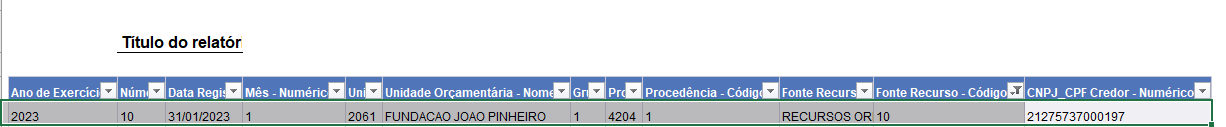 Título do relatór
Ano de Exercíci Núme Data Regis Mês - Numéric Uni Unidade Orçamentária - Nome Gru Pro Procedência - Código Fonte Recurs Fonte Recurso - Código CNPJ_CPF Credor - Numérico
2023 10 31/01/2023 1 2061 FUNDACAO JOAO PINHEIRO 1 4204 1 RECURSOS OR 10 21275737000197